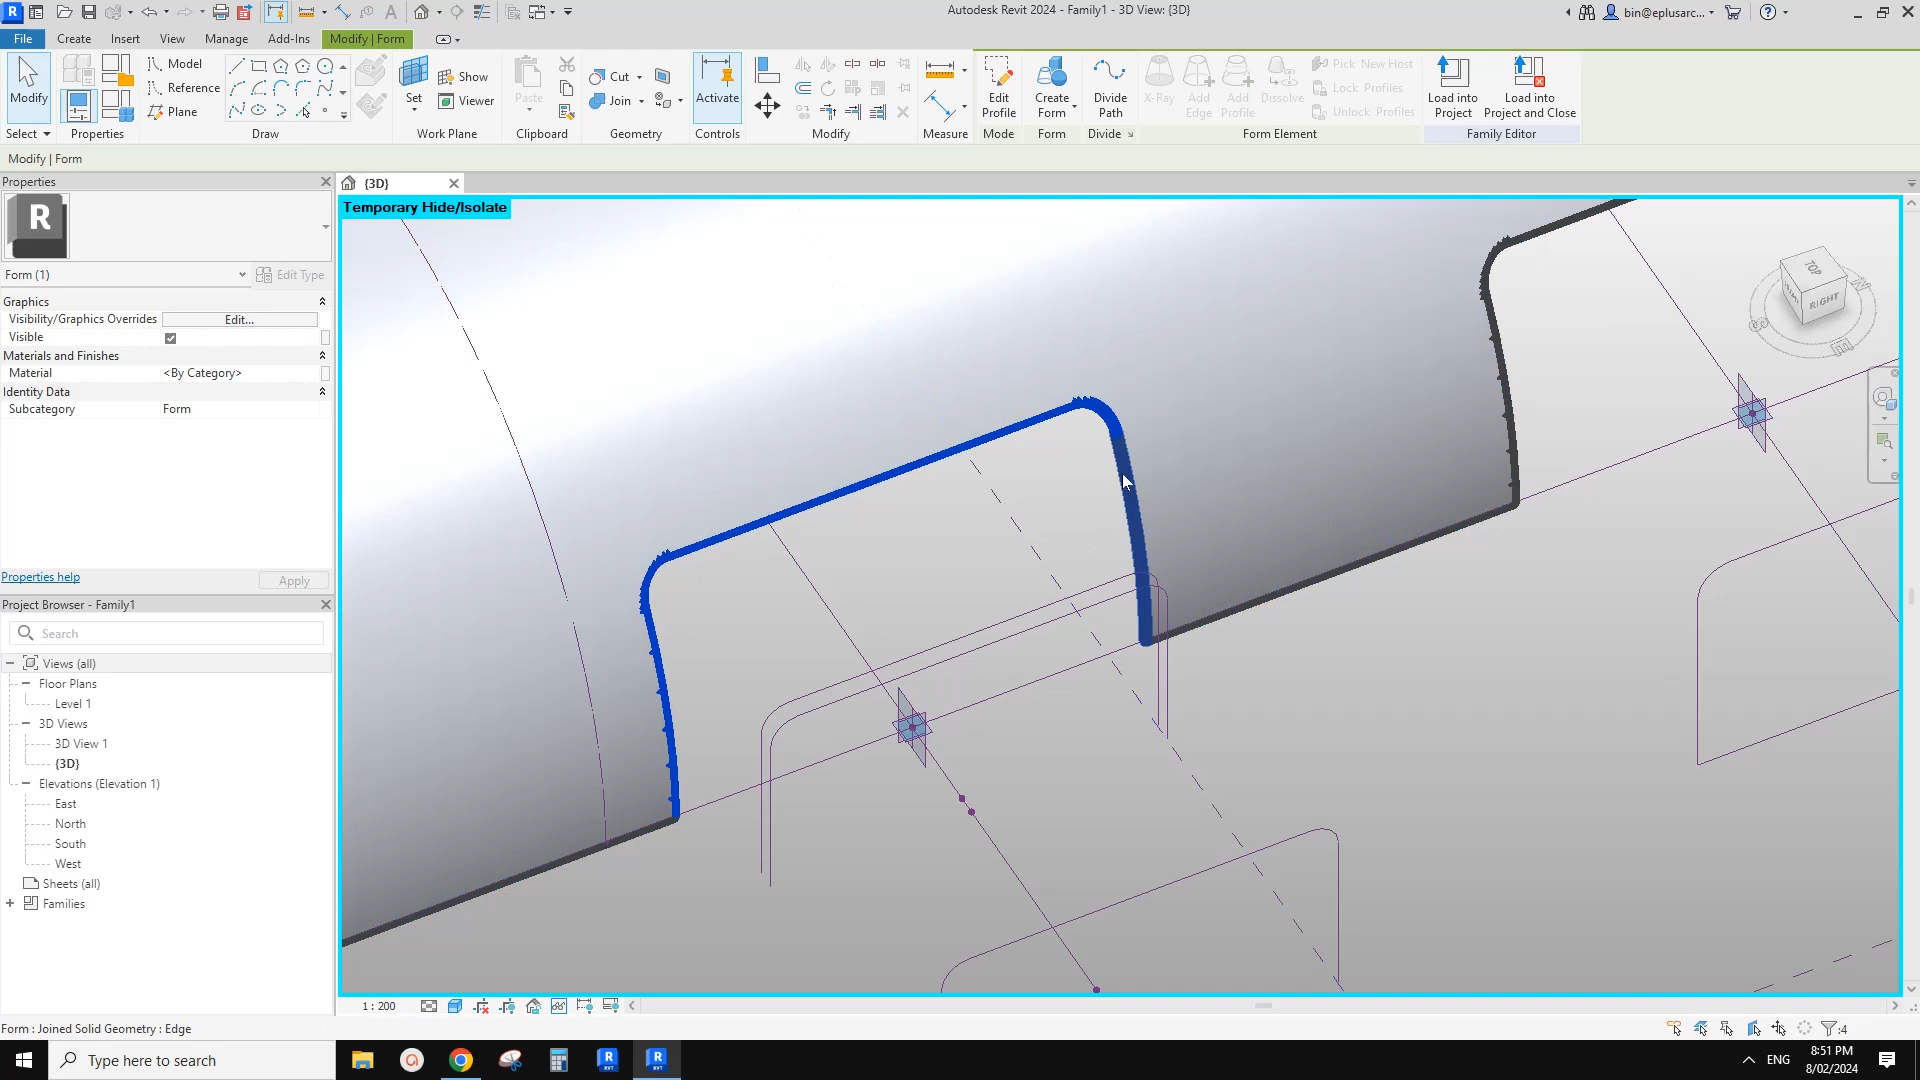 Autodesk Revit 2024 - Family1 - 3D View: {3D}
bin@eplusarc...
File
Create
Insert
View
Manage
Add-Ins
Modify | Form
Modify
Model
Reference
Plane
Set
Show
Viewer
Paste
Cut
Join
Activate
Edit
Profile
Create
Form
Divide
Path
X-Ray
Add
Edge
Add
Profile
Dissolve
Pick New Host
Lock Profiles
Unlock Profiles
Load into
Project
Load into
Project and Close
Select
Properties
Draw
Work Plane
Clipboard
Geometry
Controls
Modify
Measure
Mode
Form
Divide
Form Element
Family Editor
Modify | Form
Properties
{3D}
R
Temporary Hide/Isolate
Form (1)
Edit Type
Graphics
Visibility/Graphics Overrides
Edit...
Visible
Materials and Finishes
Material
<By Category>
Identity Data
Subcategory
Form
Properties help
Apply
Project Browser - Family1
Search
Views (all)
Floor Plans
Level 1
3D Views
3D View 1
{3D}
Elevations (Elevation 1)
East
North
South
West
Sheets (all)
Families
TOP
RIGHT
1 : 200
Form : Joined Solid Geometry : Edge
:4
Type here to search
ENG
8:51 PM
8/02/2024